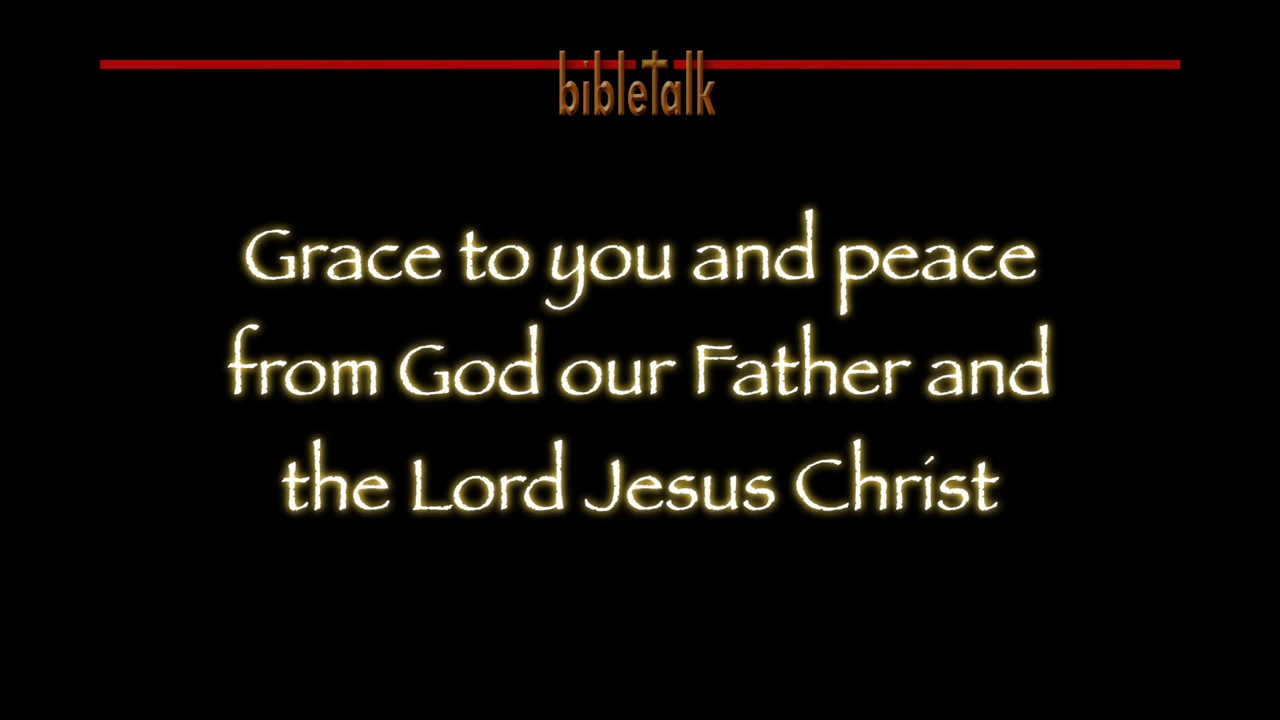 bibleTalk
Grace to you and peace
from God our Father and
the Lord Jesus Christ